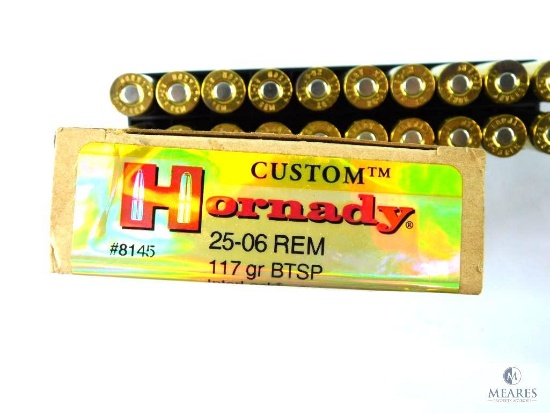 CUSTOM™
Hornady®
#8145
25-06 REM
117 gr BTSP
MEARES